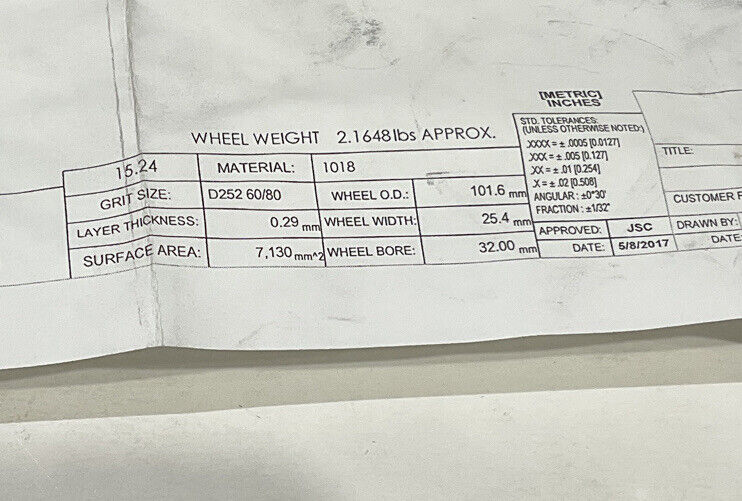 [METRIC]
INCHES
WHEEL WEIGHT 2.1648 lbs APPROX.
STD. TOLERANCES:
(UNLESS OTHERWISE NOTED:)
.XXXX = ± .0005 [0.0127]
.XXX = ± .005 [0.127]
.XX = ± .01 [0.254]
.X = ± .02 [0.508]
ANGULAR : ±0°30'
FRACTION : ±1/32"
15.24 MATERIAL: 1018
TITLE:
GRIT SIZE: D252 60/80 WHEEL O.D.: 101.6 mm
CUSTOMER P
LAYER THICKNESS: 0.29 mm WHEEL WIDTH: 25.4 mm
APPROVED: JSC DRAWN BY:
SURFACE AREA: 7,130 mm^2 WHEEL BORE: 32.00 mm
DATE: 5/8/2017 DATE